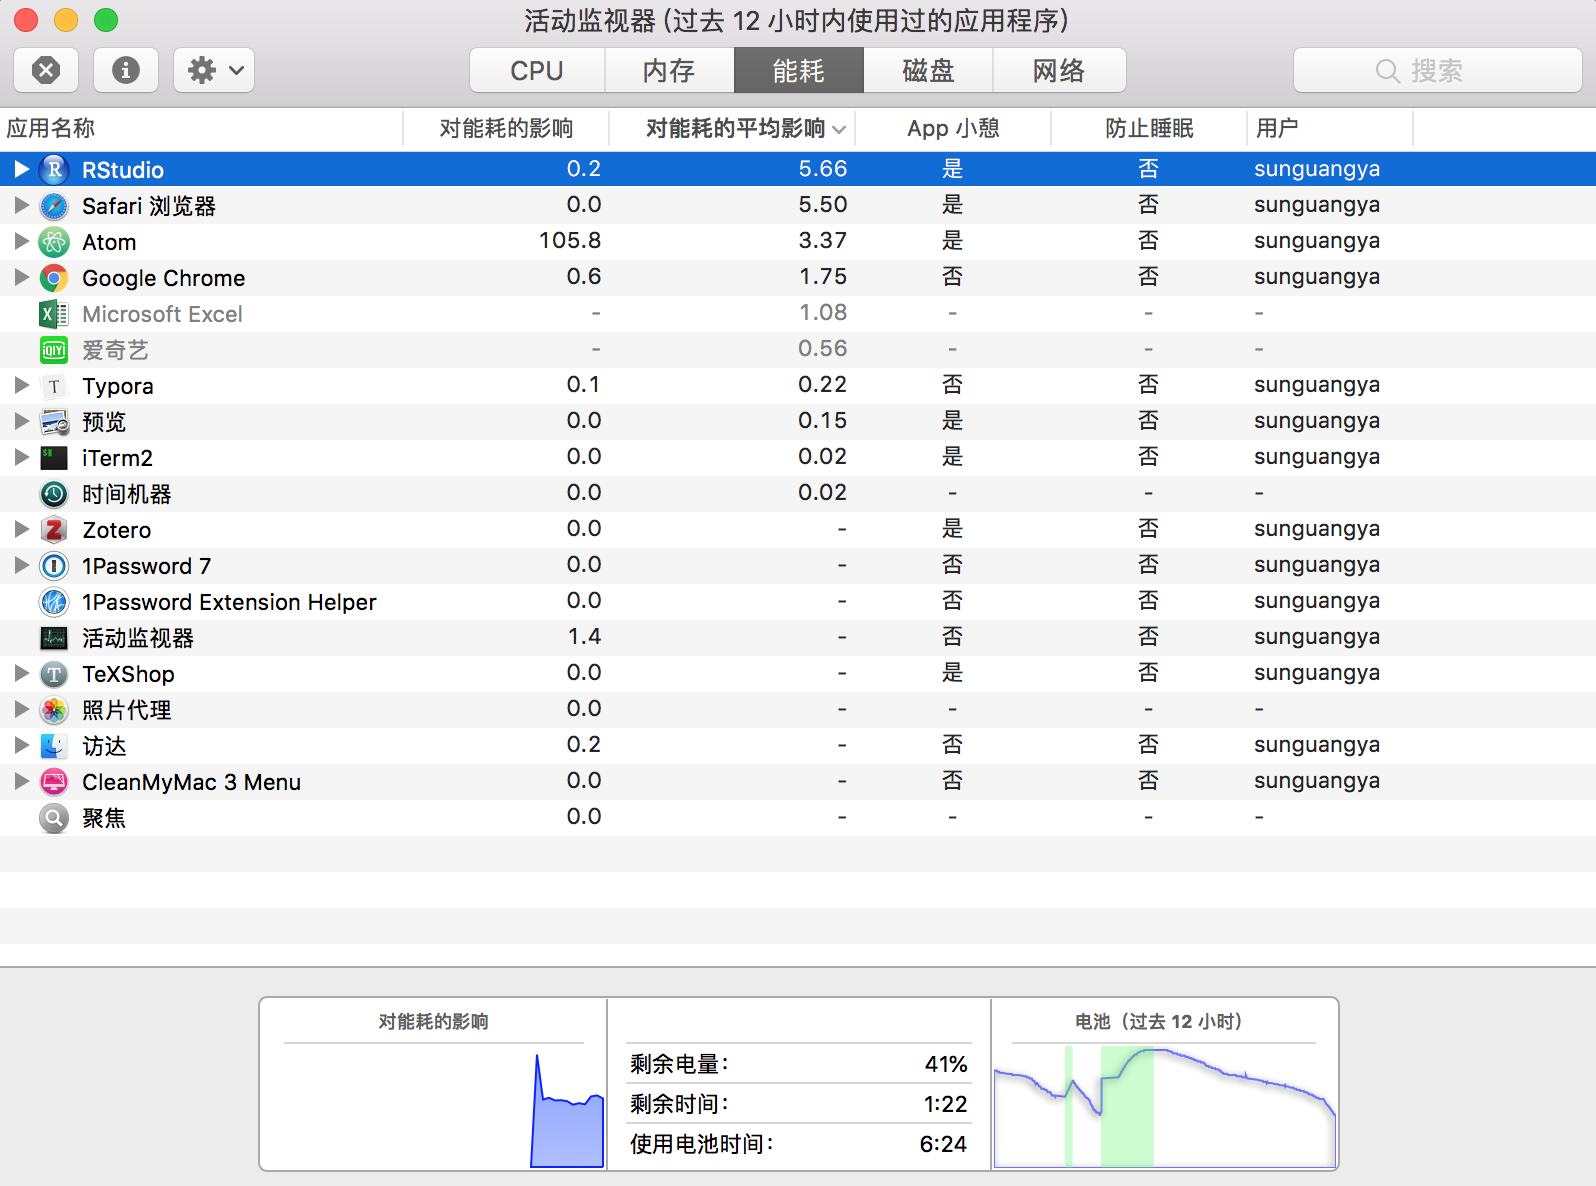 活动监视器 (过去 12 小时内使用过的应用程序)
CPU 内存 能耗 磁盘 网络 搜索
应用名称 对能耗的影响 对能耗的平均影响 App 小憩 防止睡眠 用户
RStudio 0.2 5.66 是 否 sunguangya
Safari 浏览器 0.0 5.50 是 否 sunguangya
Atom 105.8 3.37 是 否 sunguangya
Google Chrome 0.6 1.75 否 否 sunguangya
Microsoft Excel - 1.08 - - -
爱奇艺 - 0.56 - - -
Typora 0.1 0.22 否 否 sunguangya
预览 0.0 0.15 是 否 sunguangya
iTerm2 0.0 0.02 是 否 sunguangya
时间机器 0.0 0.02 - - -
Zotero 0.0 - 是 否 sunguangya
1Password 7 0.0 - 否 否 sunguangya
1Password Extension Helper 0.0 - 否 否 sunguangya
活动监视器 1.4 - 否 否 sunguangya
TeXShop 0.0 - 是 否 sunguangya
照片代理 0.0 - - - -
访达 0.2 - 否 否 sunguangya
CleanMyMac 3 Menu 0.0 - 否 否 sunguangya
聚焦 0.0 - - - -
对能耗的影响
剩余电量： 41%
剩余时间： 1:22
使用电池时间： 6:24
电池（过去 12 小时）